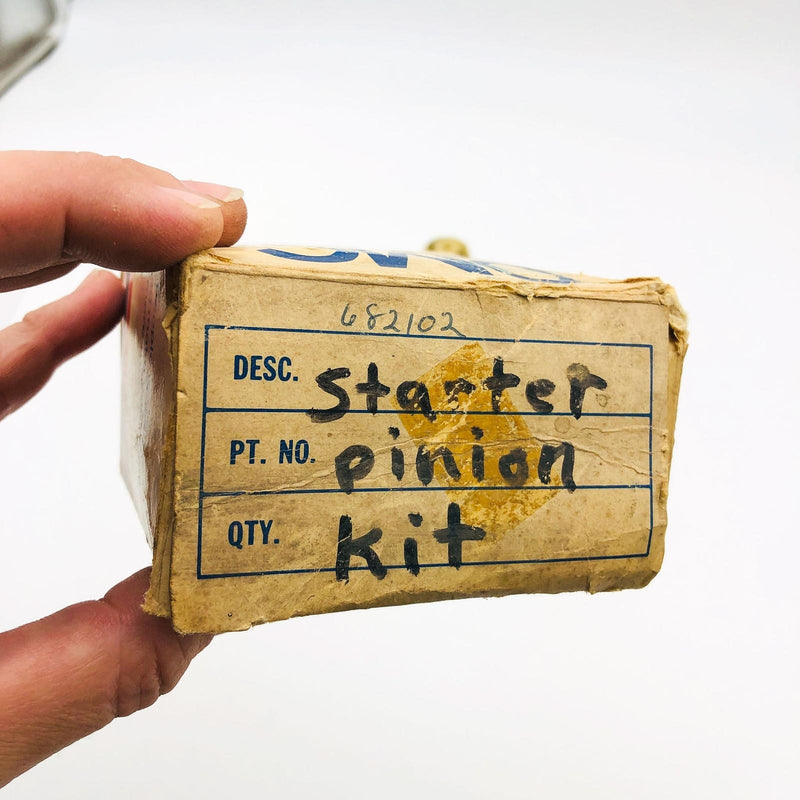 682102
DESC. starter
PT. NO. pinion
QTY. kit